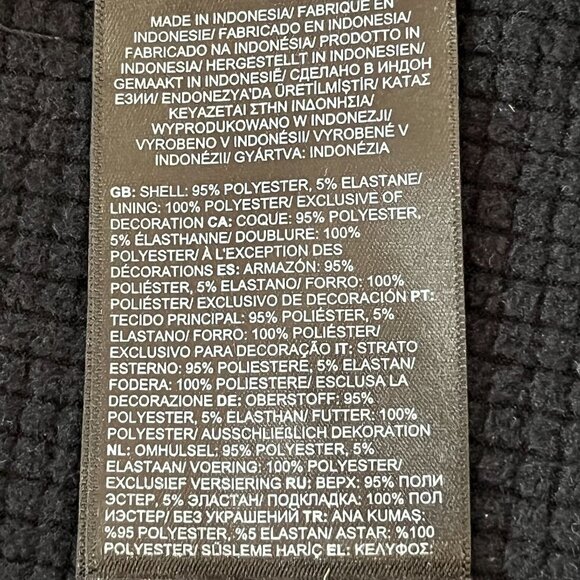 MADE IN INDONESIA/ FABRIQUÉ EN
INDONÉSIE/ FABRICADO EN INDONESIA/
FABRICADO NA INDONÉSIA/ PRODOTTO IN
INDONESIA/ HERGESTELLT IN INDONESIEN/
GEMAAKT IN INDONESIË/ СДЕЛАНО В ИНДОН
ЕЗИИ/ ENDONEZYA'DA ÜRETİLMİŞTİR/ ΚΑΤΑΣ
ΚΕΥΑΖΕΤΑΙ ΣΤΗΝ ΙΝΔΟΝΗΣΙΑ/
WYPRODUKOWANO W INDONEZJI/
VYROBENO V INDONÉSII/ VYROBENÉ V
INDONÉZII/ GYÁRTVA: INDONÉZIA
GB: SHELL: 95% POLYESTER, 5% ELASTANE/
LINING: 100% POLYESTER/ EXCLUSIVE OF
DECORATION CA: COQUE: 95% POLYESTER,
5% ÉLASTHANNE/ DOUBLURE: 100%
POLYESTER/ À L'EXCEPTION DES
DÉCORATIONS ES: ARMAZÓN: 95%
POLIÉSTER, 5% ELASTANO/ FORRO: 100%
POLIÉSTER/ EXCLUSIVO DE DECORACIÓN PT:
TECIDO PRINCIPAL: 95% POLIÉSTER, 5%
ELASTANO/ FORRO: 100% POLIÉSTER/
EXCLUSIVO PARA DECORAÇÃO IT: STRATO
ESTERNO: 95% POLIESTERE, 5% ELASTAN/
FODERA: 100% POLIESTERE/ ESCLUSA LA
DECORAZIONE DE: OBERSTOFF: 95%
POLYESTER, 5% ELASTHAN/ FUTTER: 100%
POLYESTER/ AUSSCHLIEßLICH DEKORATION
NL: OMHULSEL: 95% POLYESTER, 5%
ELASTAAN/ VOERING: 100% POLYESTER/
EXCLUSIEF VERSIERING RU: ВЕРХ: 95% ПОЛИ
ЭСТЕР, 5% ЭЛАСТАН/ ПОДКЛАДКА: 100% ПОЛ
ИЭСТЕР/ БЕЗ УКРАШЕНИЙ TR: ANA KUMAŞ:
%95 POLYESTER, %5 ELASTAN/ ASTAR: %100
POLYESTER/ SÜSLEME HARİÇ EL: ΚΕΛΥΦΟΣ: